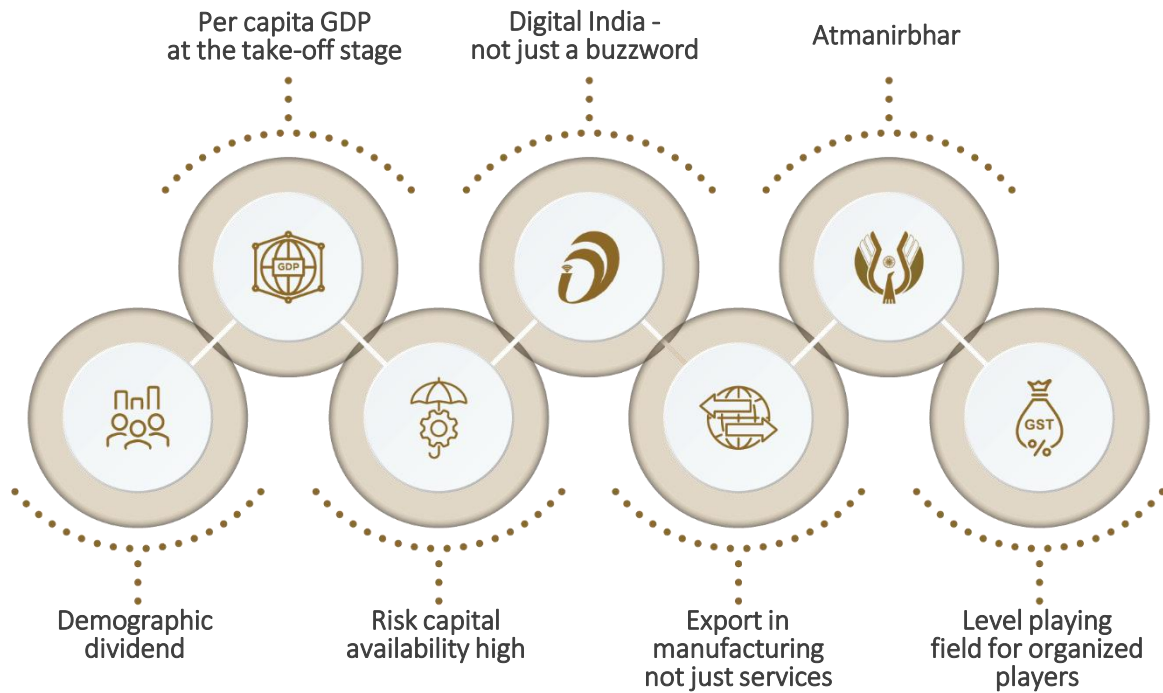 Per capita GDP
at the take-off stage
Digital India -
not just a buzzword
Atmanirbhar
GDP
GST
%
Demographic
dividend
Risk capital
availability high
Export in
manufacturing
not just services
Level playing
field for organized
players